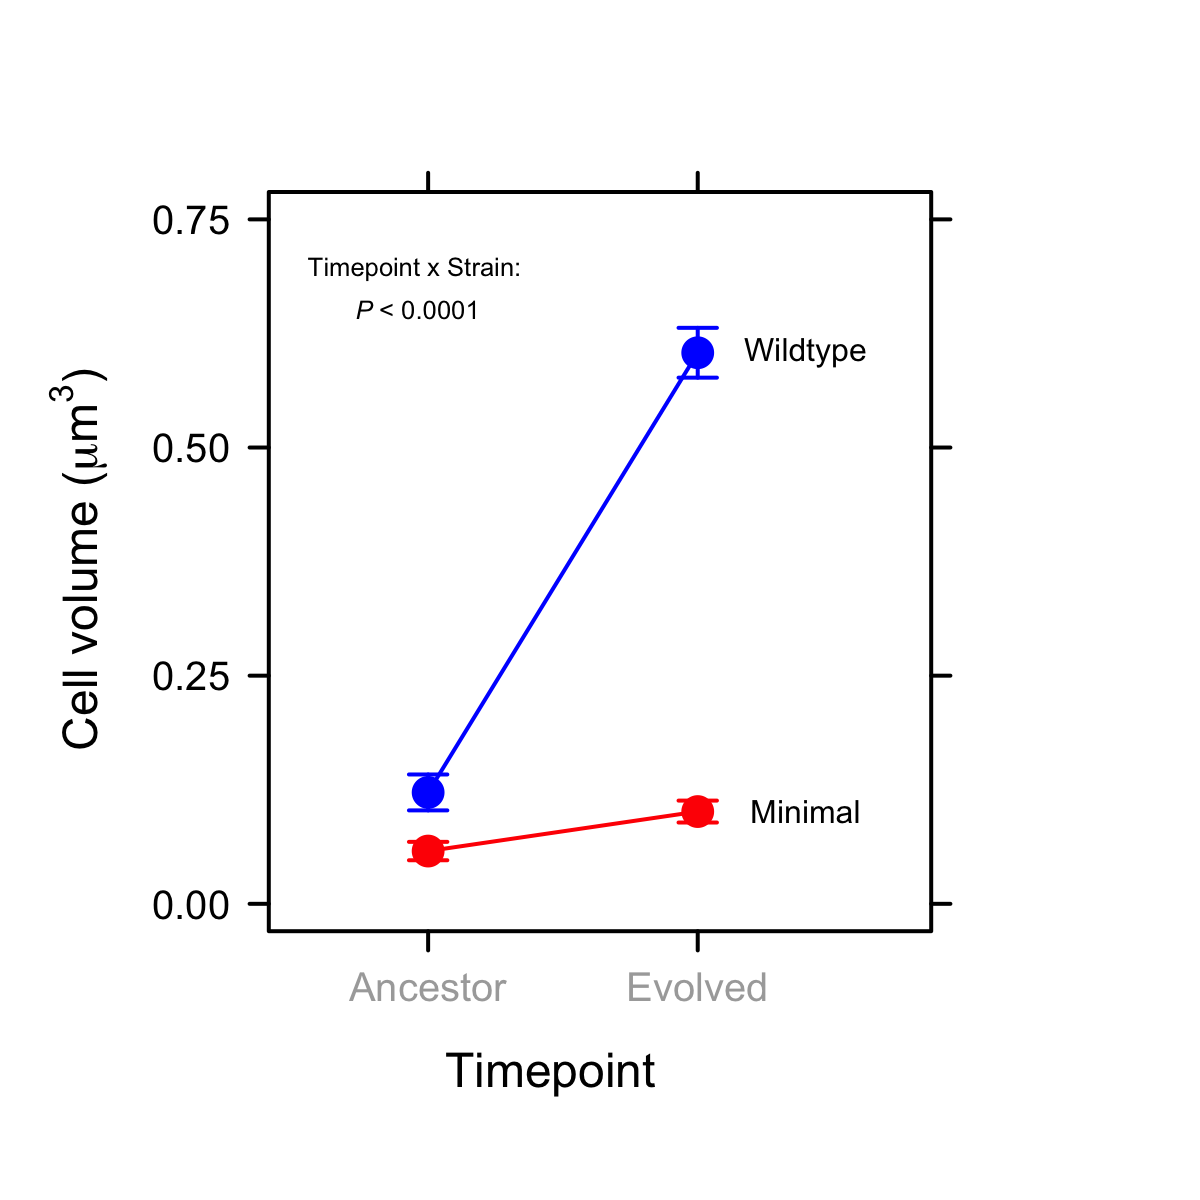 Timepoint x Strain:
P < 0.0001
0.75
0.50
0.25
0.00
Cell volume (μm³)
Wildtype
Minimal
Ancestor
Evolved
Timepoint